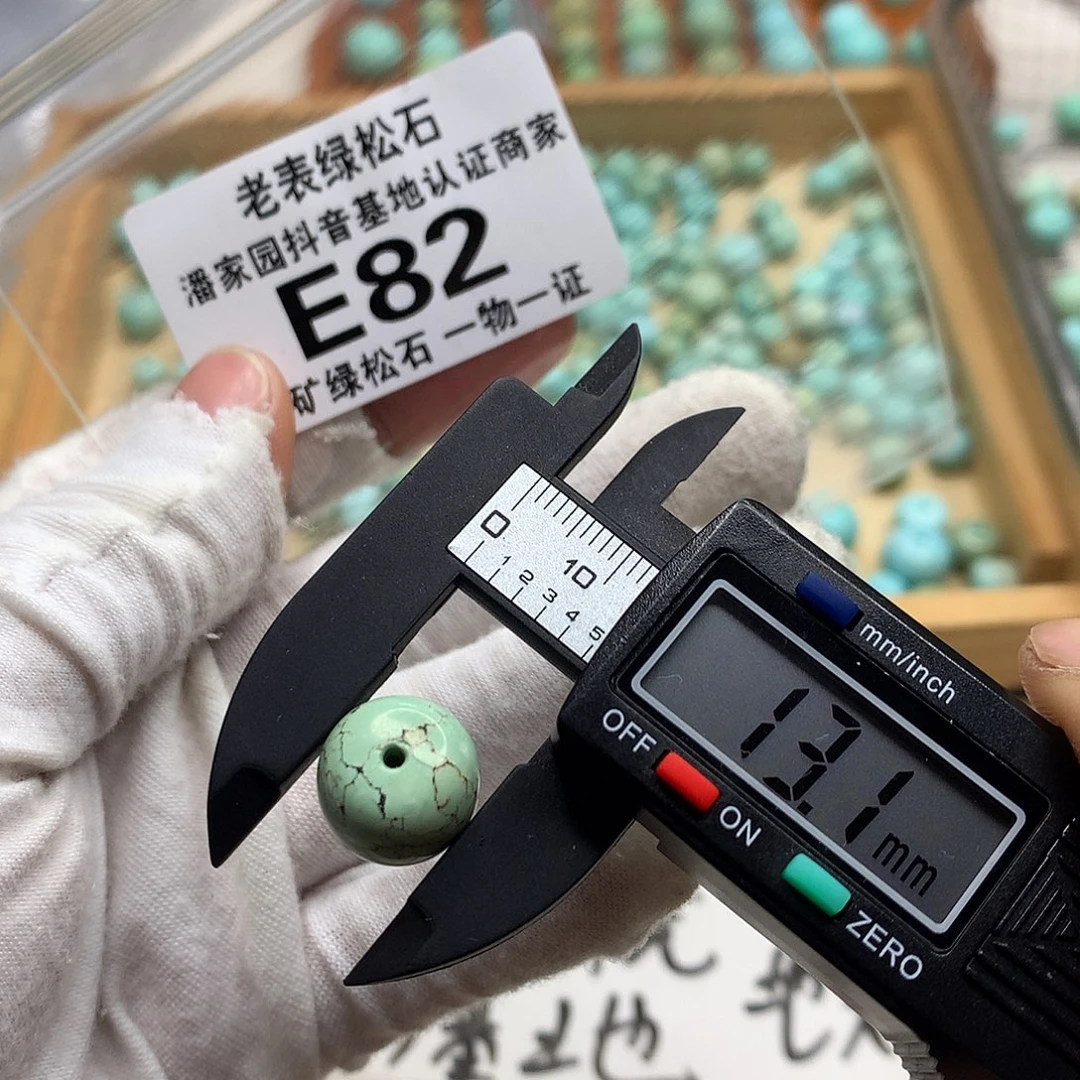 老表绿松石
潘家园抖音基地认证商家
E82
矿绿松石 一物一证
0
10
1 2 3 4 5
mm/inch
13.1 mm
OFF
ON
ZERO
基地